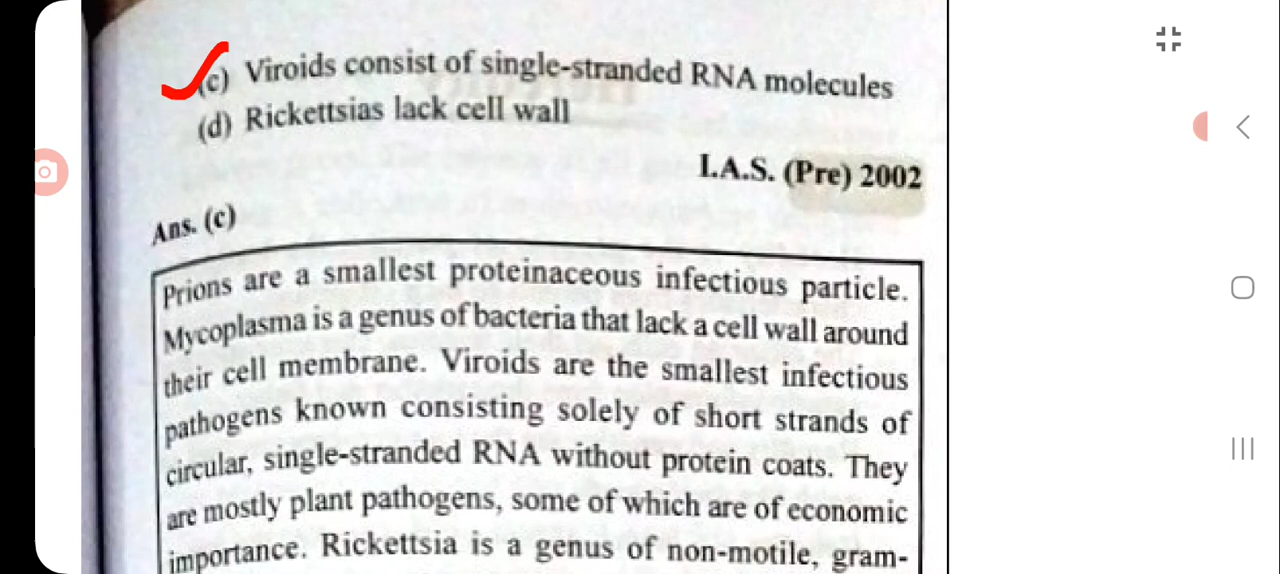 (c) Viroids consist of single-stranded RNA molecules
(d) Rickettsias lack cell wall
I.A.S. (Pre) 2002
Ans. (c)
Prions are a smallest proteinaceous infectious particle.
Mycoplasma is a genus of bacteria that lack a cell wall around
their cell membrane. Viroids are the smallest infectious
pathogens known consisting solely of short strands of
circular, single-stranded RNA without protein coats. They
are mostly plant pathogens, some of which are of economic
importance. Rickettsia is a genus of non-motile, gram-